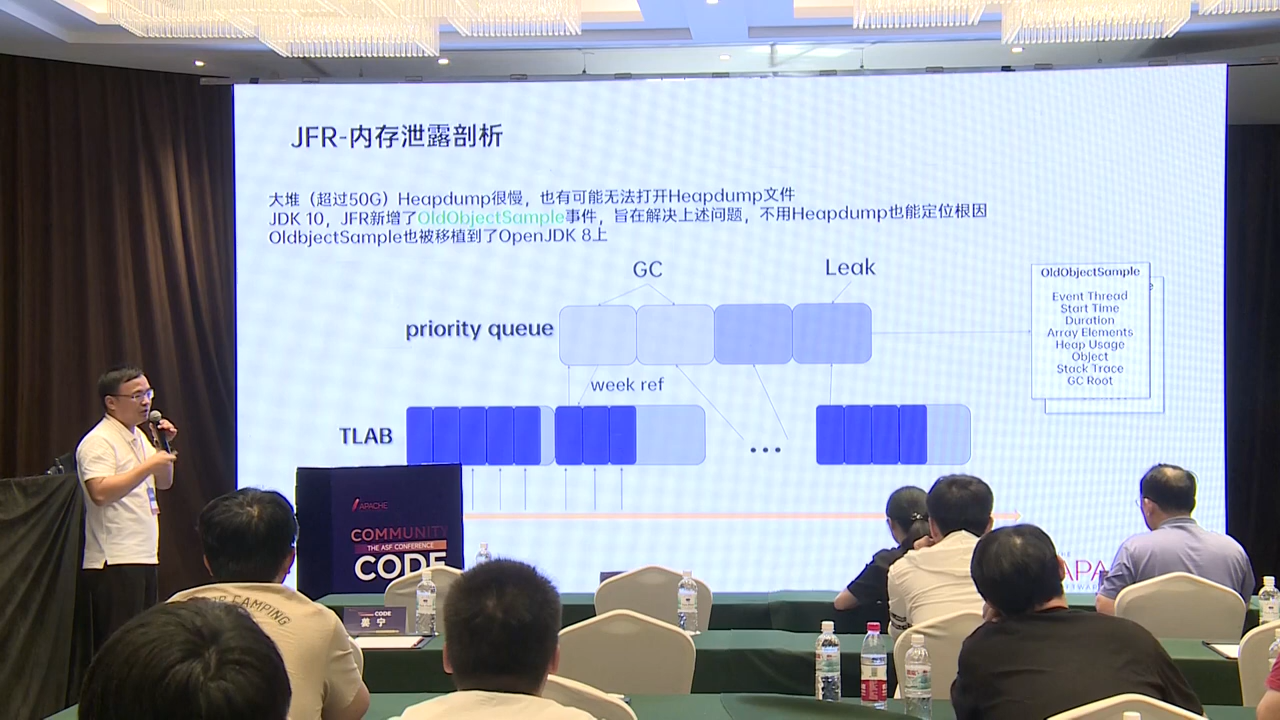 JFR-内存泄露剖析
大堆（超过50G）Heapdump很慢，也有可能无法打开Heapdump文件
JDK 10，JFR新增了OldObjectSample事件，旨在解决上述问题，不用Heapdump也能定位根因
OldbjectSample也被移植到了OpenJDK 8上
GC
Leak
priority queue
week ref
TLAB
OldObjectSample
Event Thread
Start Time
Duration
Array Elements
Heap Usage
Object
Stack Trace
GC Root
APACHE
COMMUNITY
THE ASF CONFERENCE
CODE
CAMPING
CODE
姜 宁
THE
APA